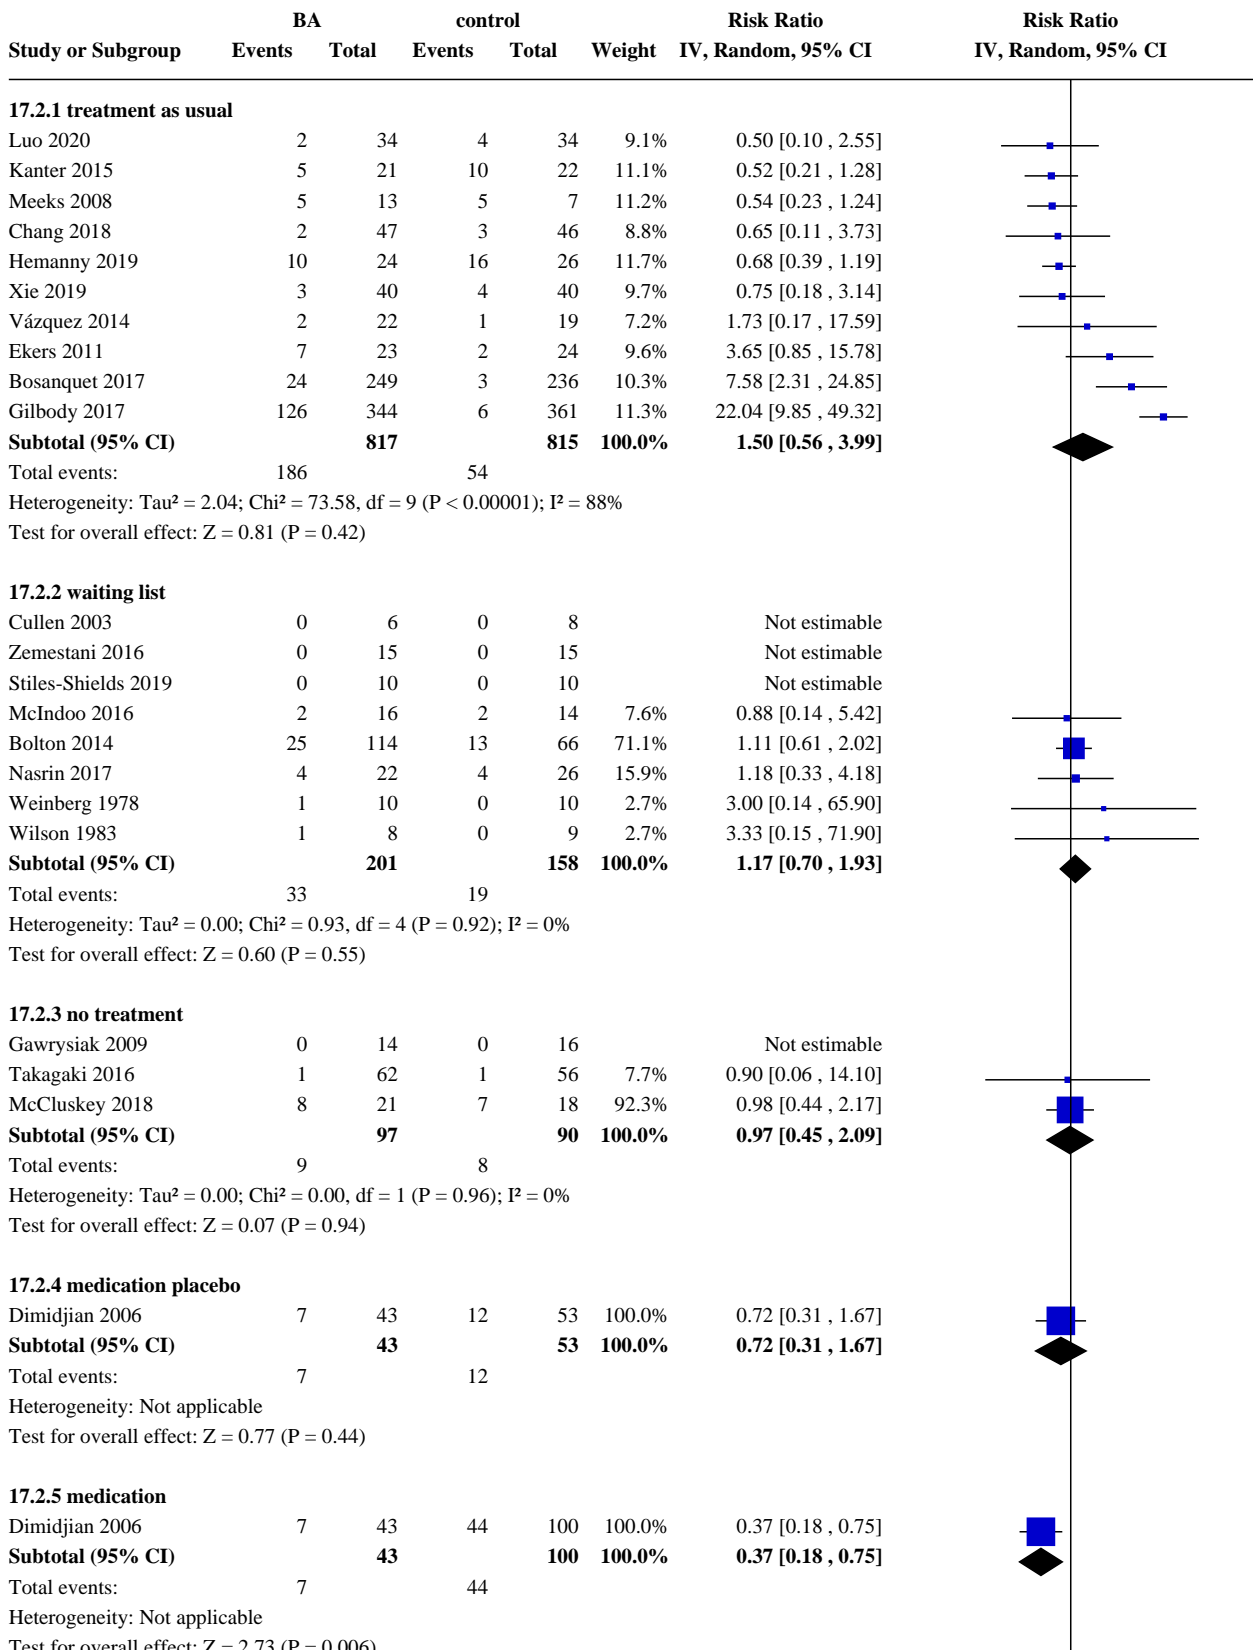 BA control Risk Ratio Risk Ratio
Study or Subgroup Events Total Events Total Weight IV, Random, 95% CI IV, Random, 95% CI
17.2.1 treatment as usual
Luo 2020 2 34 4 34 9.1% 0.50 [0.10 , 2.55]
Kanter 2015 5 21 10 22 11.1% 0.52 [0.21 , 1.28]
Meeks 2008 5 13 5 7 11.2% 0.54 [0.23 , 1.24]
Chang 2018 2 47 3 46 8.8% 0.65 [0.11 , 3.73]
Hemanny 2019 10 24 16 26 11.7% 0.68 [0.39 , 1.19]
Xie 2019 3 40 4 40 9.7% 0.75 [0.18 , 3.14]
Vázquez 2014 2 22 1 19 7.2% 1.73 [0.17 , 17.59]
Ekers 2011 7 23 2 24 9.6% 3.65 [0.85 , 15.78]
Bosanquet 2017 24 249 3 236 10.3% 7.58 [2.31 , 24.85]
Gilbody 2017 126 344 6 361 11.3% 22.04 [9.85 , 49.32]
Subtotal (95% CI) 817 815 100.0% 1.50 [0.56 , 3.99]
Total events: 186 54
Heterogeneity: Tau² = 2.04; Chi² = 73.58, df = 9 (P < 0.00001); I² = 88%
Test for overall effect: Z = 0.81 (P = 0.42)
17.2.2 waiting list
Cullen 2003 0 6 0 8 Not estimable
Zemestani 2016 0 15 0 15 Not estimable
Stiles-Shields 2019 0 10 0 10 Not estimable
McIndoo 2016 2 16 2 14 7.6% 0.88 [0.14 , 5.42]
Bolton 2014 25 114 13 66 71.1% 1.11 [0.61 , 2.02]
Nasrin 2017 4 22 4 26 15.9% 1.18 [0.33 , 4.18]
Weinberg 1978 1 10 0 10 2.7% 3.00 [0.14 , 65.90]
Wilson 1983 1 8 0 9 2.7% 3.33 [0.15 , 71.90]
Subtotal (95% CI) 201 158 100.0% 1.17 [0.70 , 1.93]
Total events: 33 19
Heterogeneity: Tau² = 0.00; Chi² = 0.93, df = 4 (P = 0.92); I² = 0%
Test for overall effect: Z = 0.60 (P = 0.55)
17.2.3 no treatment
Gawrysiak 2009 0 14 0 16 Not estimable
Takagaki 2016 1 62 1 56 7.7% 0.90 [0.06 , 14.10]
McCluskey 2018 8 21 7 18 92.3% 0.98 [0.44 , 2.17]
Subtotal (95% CI) 97 90 100.0% 0.97 [0.45 , 2.09]
Total events: 9 8
Heterogeneity: Tau² = 0.00; Chi² = 0.00, df = 1 (P = 0.96); I² = 0%
Test for overall effect: Z = 0.07 (P = 0.94)
17.2.4 medication placebo
Dimidjian 2006 7 43 12 53 100.0% 0.72 [0.31 , 1.67]
Subtotal (95% CI) 43 53 100.0% 0.72 [0.31 , 1.67]
Total events: 7 12
Heterogeneity: Not applicable
Test for overall effect: Z = 0.77 (P = 0.44)
17.2.5 medication
Dimidjian 2006 7 43 44 100 100.0% 0.37 [0.18 , 0.75]
Subtotal (95% CI) 43 100 100.0% 0.37 [0.18 , 0.75]
Total events: 7 44
Heterogeneity: Not applicable
Test for overall effect: Z = 2.73 (P = 0.006)